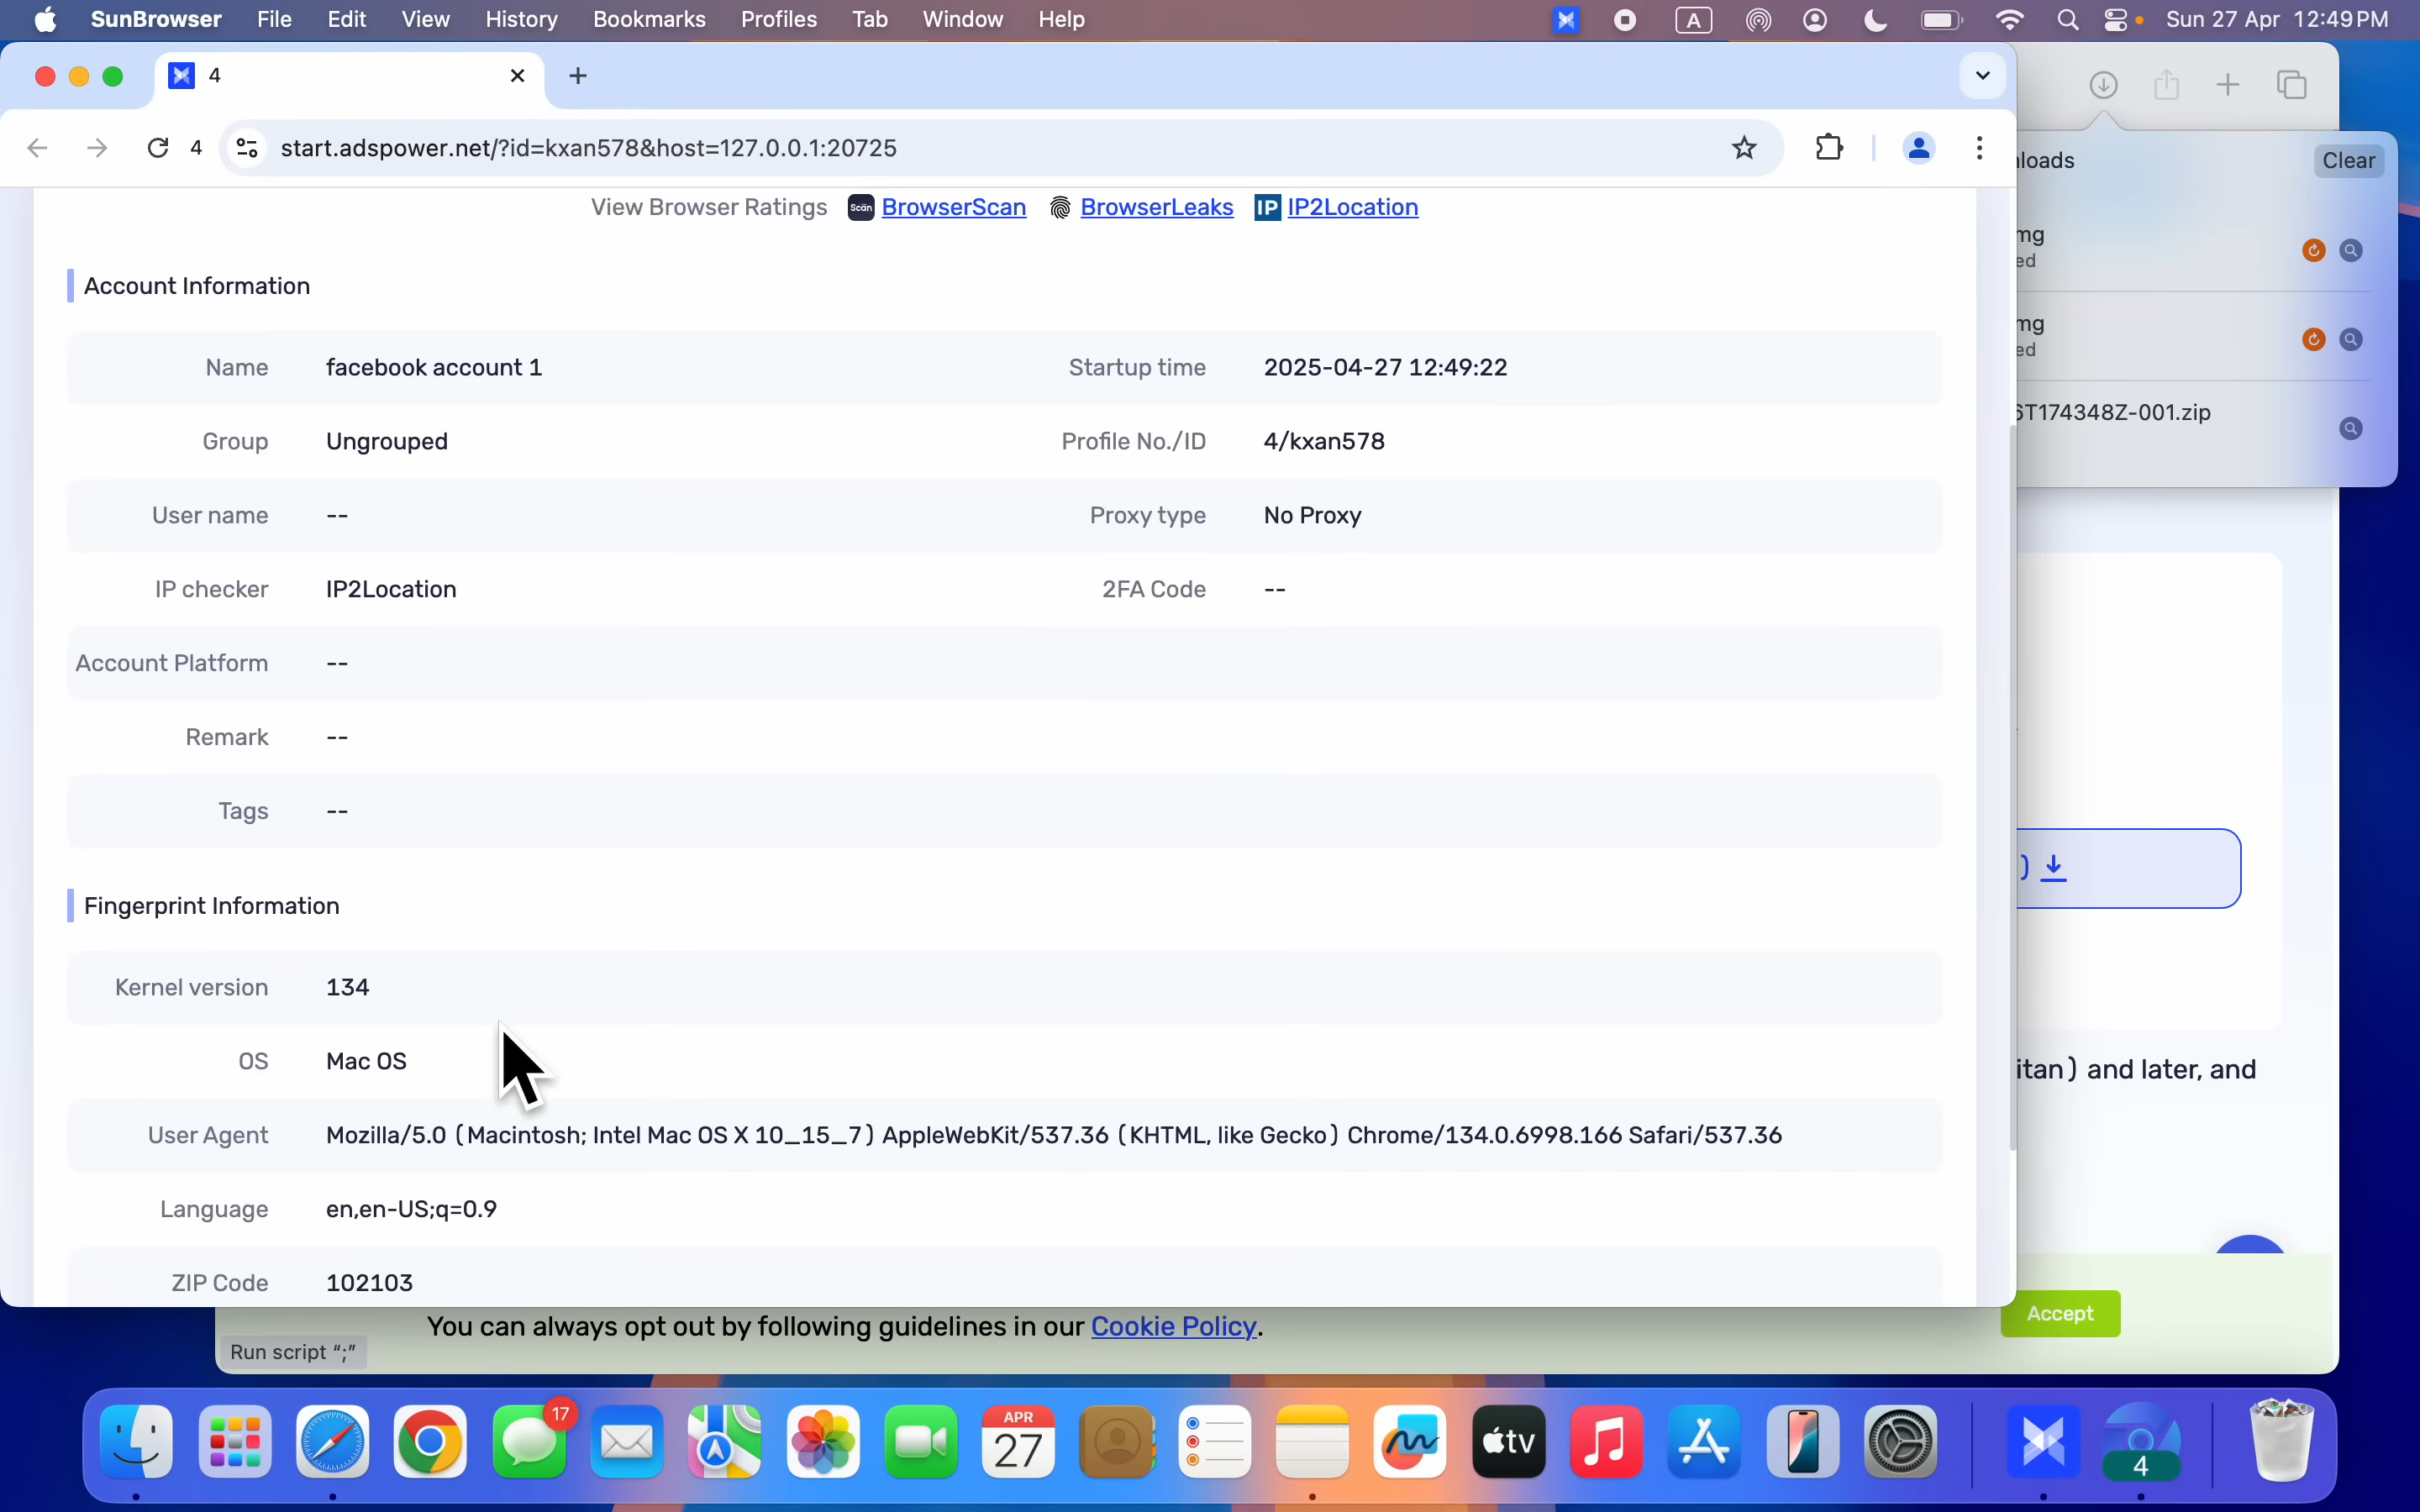 SunBrowser File Edit View History Bookmarks Profiles Tab Window Help A Sun 27 Apr 12:49 PM
4
4 start.adspower.net/?id=kxan578&host=127.0.0.1:20725
View Browser Ratings Scan BrowserScan BrowserLeaks IP IP2Location
Account Information
Name facebook account 1 Startup time 2025-04-27 12:49:22
Group Ungrouped Profile No./ID 4/kxan578
User name -- Proxy type No Proxy
IP checker IP2Location 2FA Code --
Account Platform --
Remark --
Tags --
Fingerprint Information
Kernel version 134
OS Mac OS
User Agent Mozilla/5.0 (Macintosh; Intel Mac OS X 10_15_7) AppleWebKit/537.36 (KHTML, like Gecko) Chrome/134.0.6998.166 Safari/537.36
Language en,en-US;q=0.9
ZIP Code 102103
loads Clear
mg
ed
mg
ed
T174348Z-001.zip
)
itan) and later, and
Accept
You can always opt out by following guidelines in our Cookie Policy.
Run script “;”
17
APR
27
tv
4